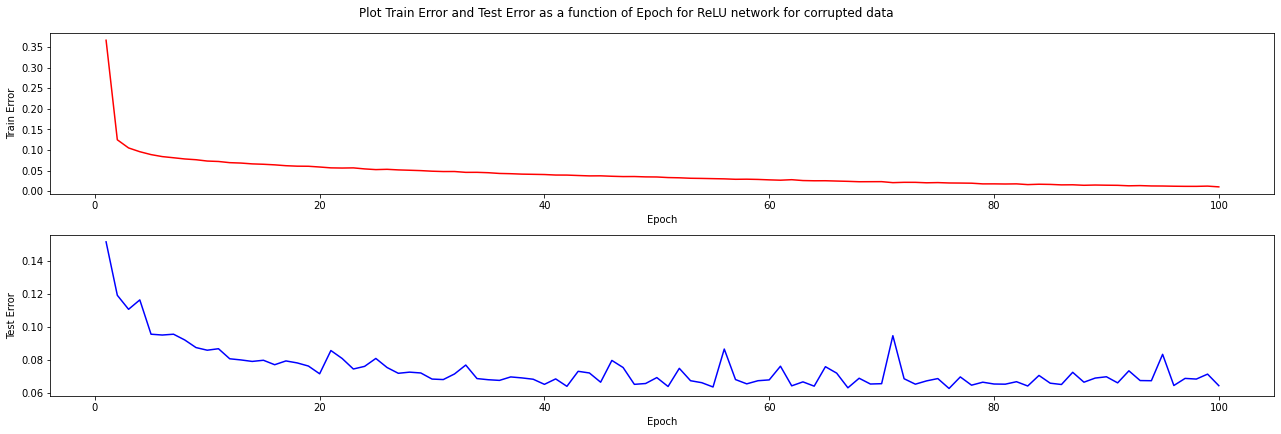 Plot Train Error and Test Error as a function of Epoch for ReLU network for corrupted data
0.35
0.30
0.25
0.20
0.15
0.10
0.05
0.00
Train Error
0 20 40 60 80 100
Epoch
0.14
0.12
0.10
0.08
0.06
Test Error
0 20 40 60 80 100
Epoch